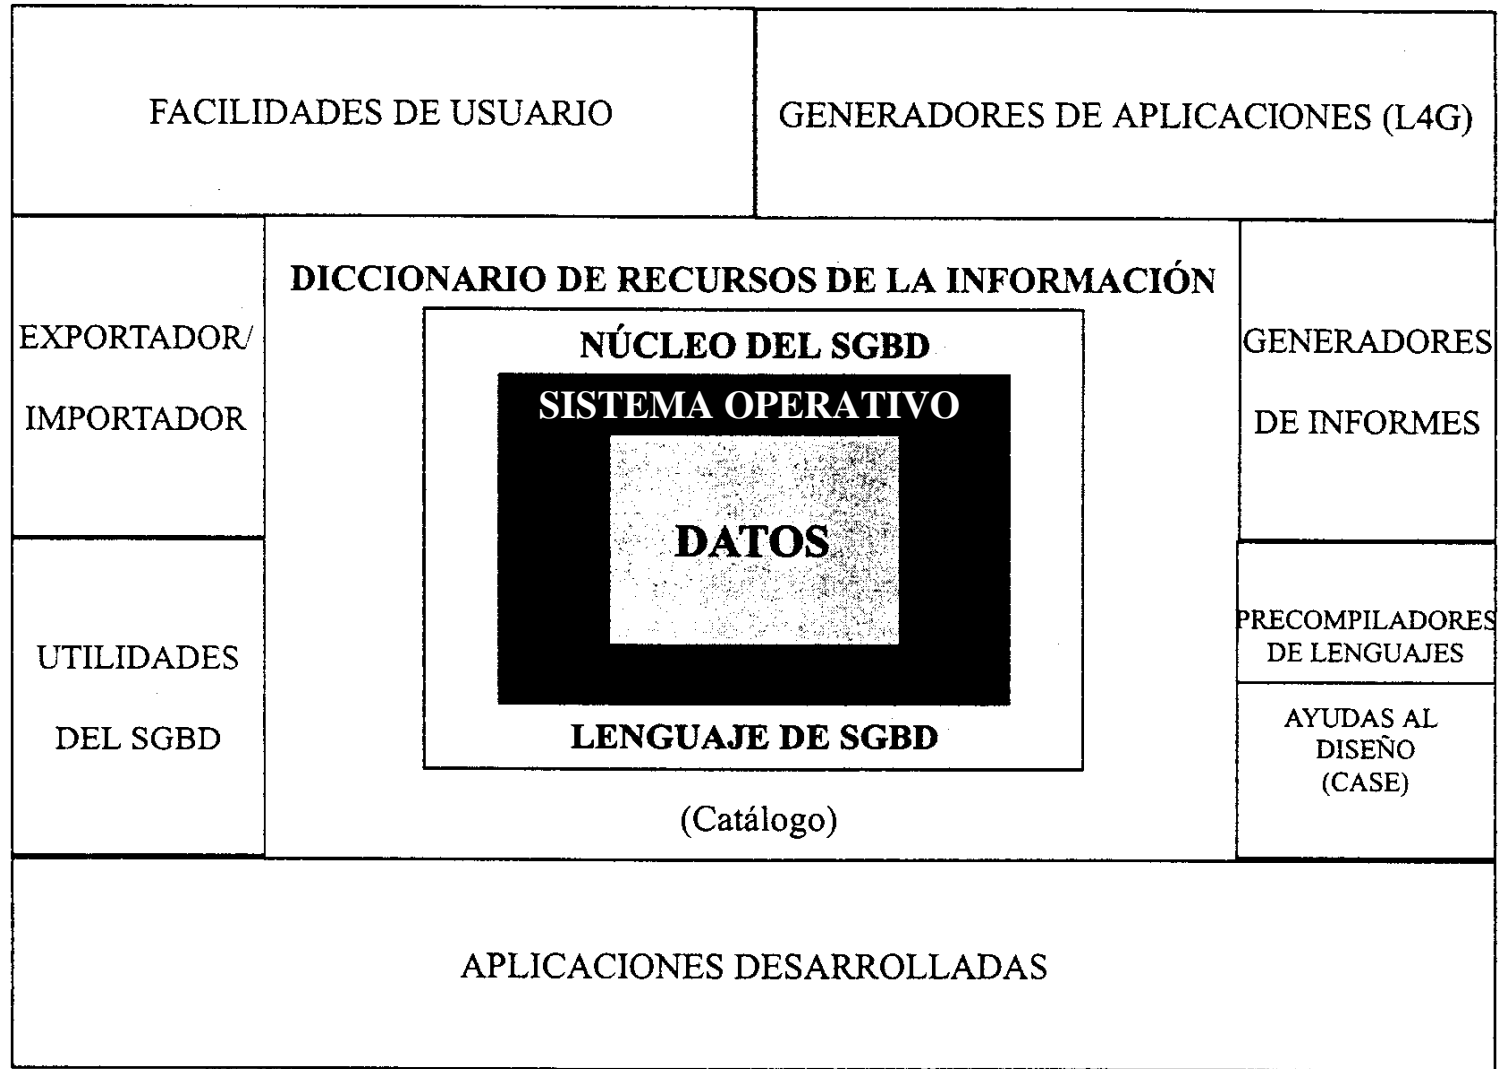 FACILIDADES DE USUARIO
GENERADORES DE APLICACIONES (L4G)
EXPORTADOR/
IMPORTADOR
UTILIDADES
DEL SGBD
DICCIONARIO DE RECURSOS DE LA INFORMACIÓN
NÚCLEO DEL SGBD
SISTEMA OPERATIVO
DATOS
LENGUAJE DE SGBD
(Catálogo)
GENERADORES
DE INFORMES
PRECOMPILADORES
DE LENGUAJES
AYUDAS AL
DISEÑO
(CASE)
APLICACIONES DESARROLLADAS